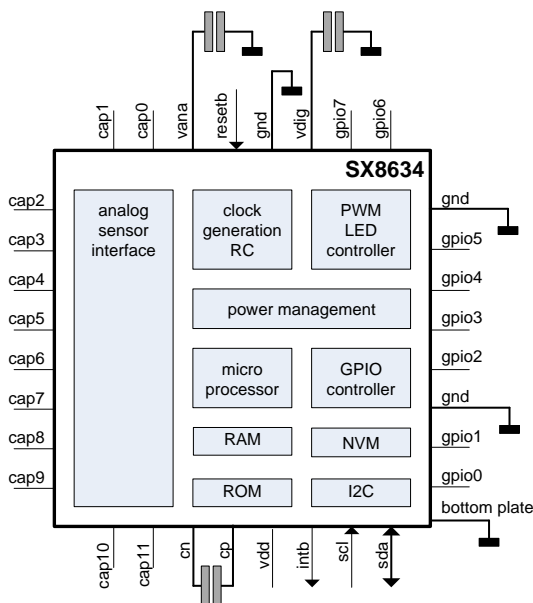 cap1
cap0
vana
resetb
gnd
vdig
gpio7
gpio6
SX8634
cap2
cap3
cap4
cap5
cap6
cap7
cap8
cap9
analog
sensor
interface
clock
generation
RC
PWM
LED
controller
power management
micro
processor
GPIO
controller
RAM
NVM
ROM
I2C
gnd
gpio5
gpio4
gpio3
gpio2
gnd
gpio1
gpio0
bottom plate
cap10
cap11
cn
cp
vdd
intb
scl
sda